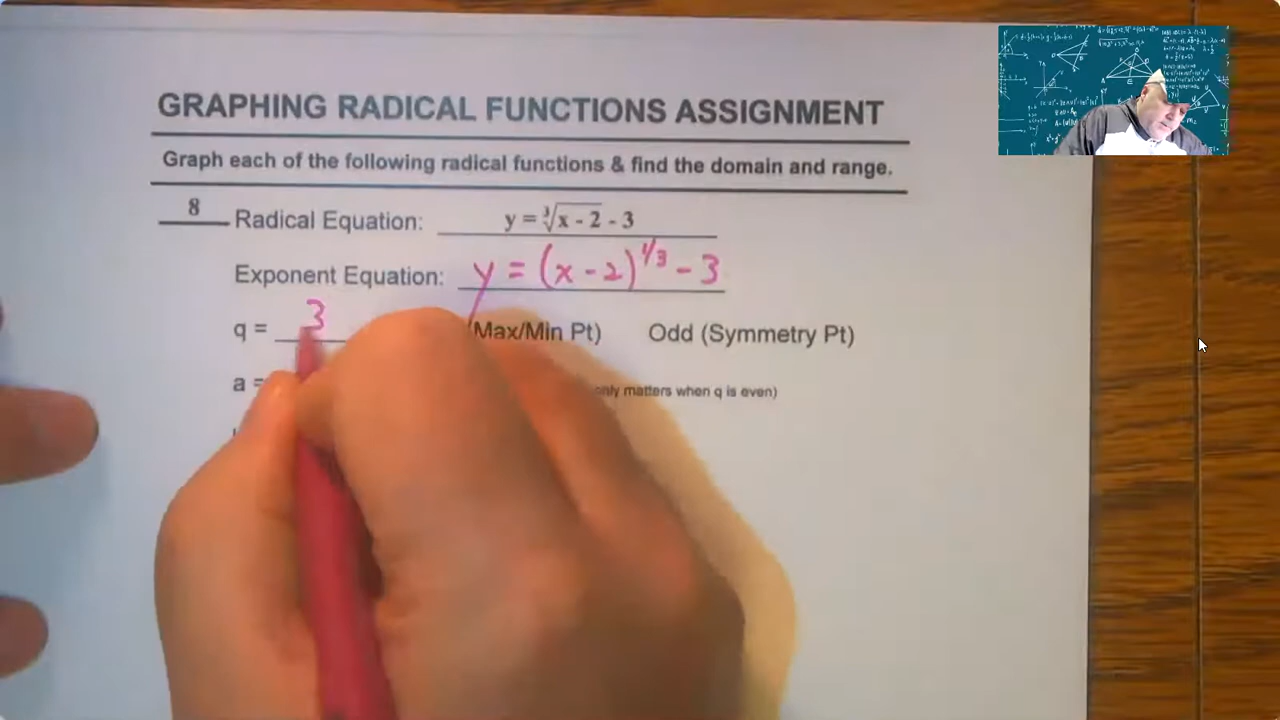 GRAPHING RADICAL FUNCTIONS ASSIGNMENT
Graph each of the following radical functions & find the domain and range.
8 Radical Equation: y = ∛(x - 2) - 3
Exponent Equation: y = (x - 2)^1/3 - 3
q = 3 (Max/Min Pt) Odd (Symmetry Pt)
a = only matters when q is even)